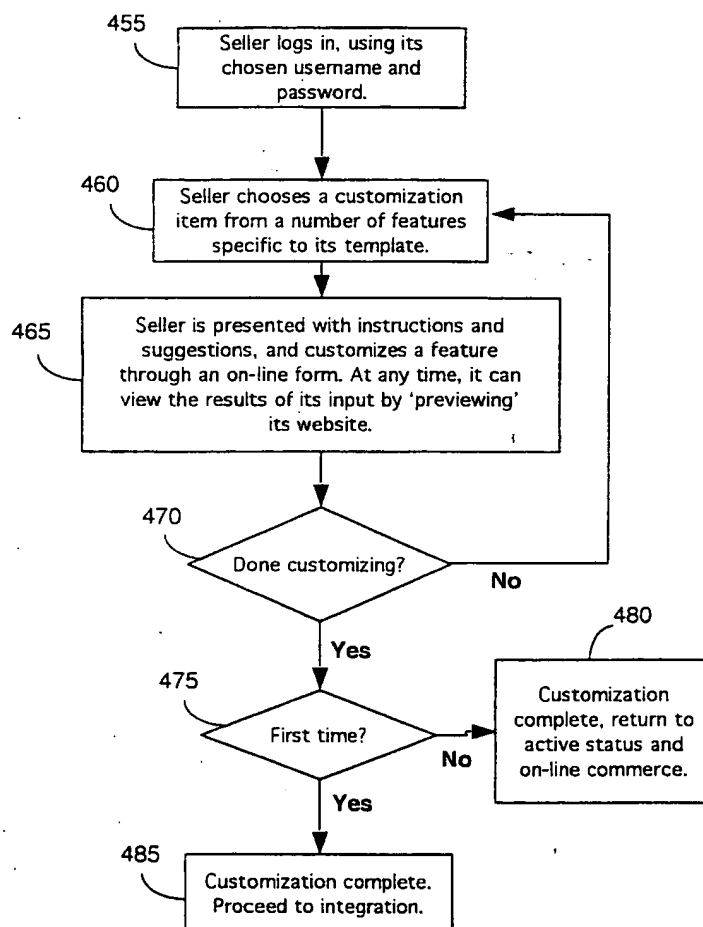 455
Seller logs in, using its
chosen username and
password.
460
Seller chooses a customization
item from a number of features
specific to its template.
465
Seller is presented with instructions and
suggestions, and customizes a feature
through an on-line form. At any time, it can
view the results of its input by ‘previewing’
its website.
470
Done customizing?
No
Yes
480
Customization
complete, return to
active status and
on-line commerce.
475
First time?
No
Yes
485
Customization complete.
Proceed to integration.